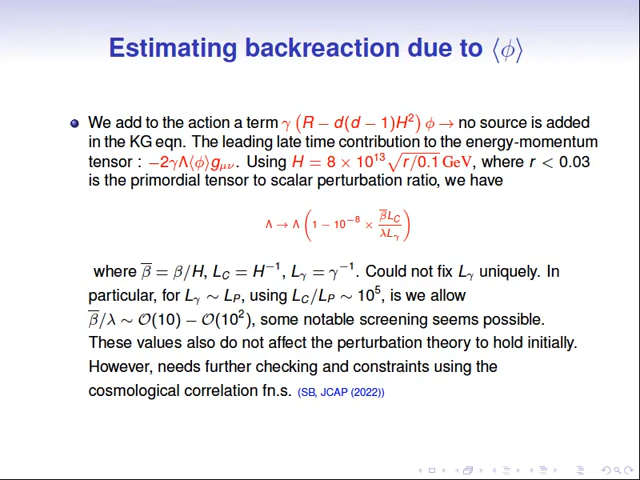 Estimating backreaction due to ⟨ϕ⟩
We add to the action a term γ (R − d(d − 1)H²) ϕ → no source is added
in the KG eqn. The leading late time contribution to the energy-momentum
tensor : −2γΛ⟨ϕ⟩gμν. Using H = 8 × 10¹³√(r/0.1) GeV, where r < 0.03
is the primordial tensor to scalar perturbation ratio, we have
Λ → Λ (1 − 10⁻⁸ × β̅L_C/λL_γ)
where β̅ = β/H, L_C = H⁻¹, L_γ = γ⁻¹. Could not fix L_γ uniquely. In
particular, for L_γ ∼ L_P, using L_C/L_P ∼ 10⁵, is we allow
β̅/λ ∼ O(10) − O(10²), some notable screening seems possible.
These values also do not affect the perturbation theory to hold initially.
However, needs further checking and constraints using the
cosmological correlation fn.s. (SB, JCAP (2022))